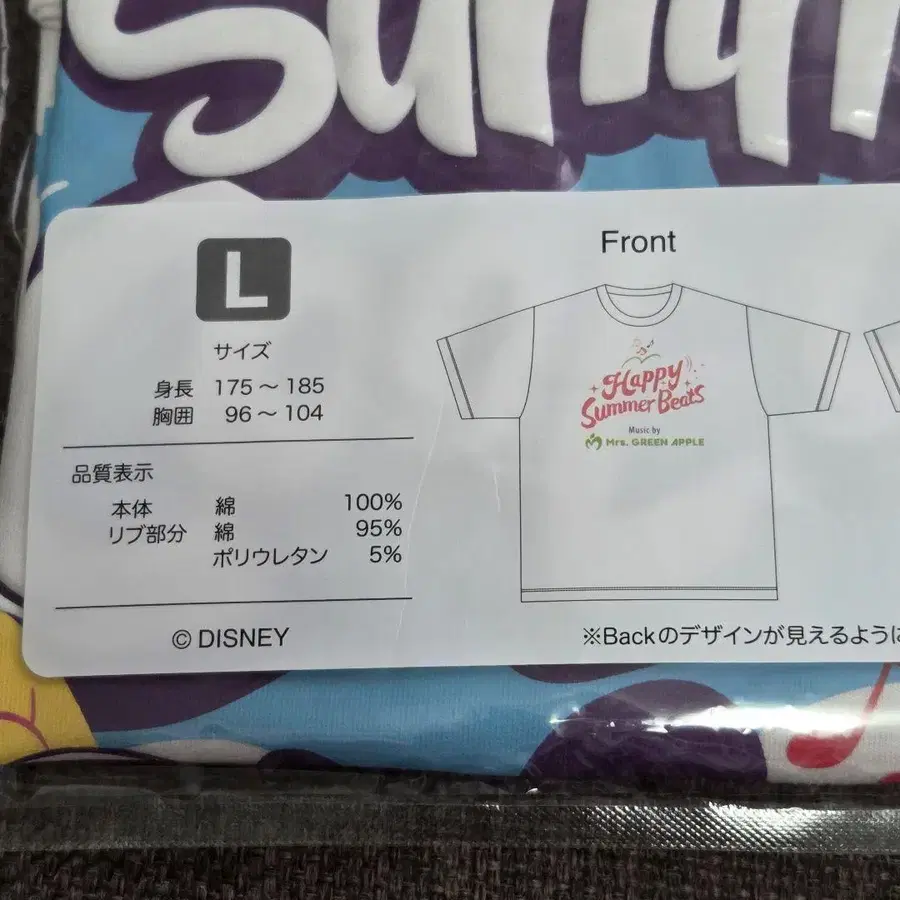 L
サイズ
身長 175～185
胸囲 96～104
品質表示
本体 綿 100%
リブ部分 綿 95%
ポリウレタン 5%
© DISNEY
Front
Happy
Summer Beats
Music by
Mrs. GREEN APPLE
※Backのデザインが見えるように